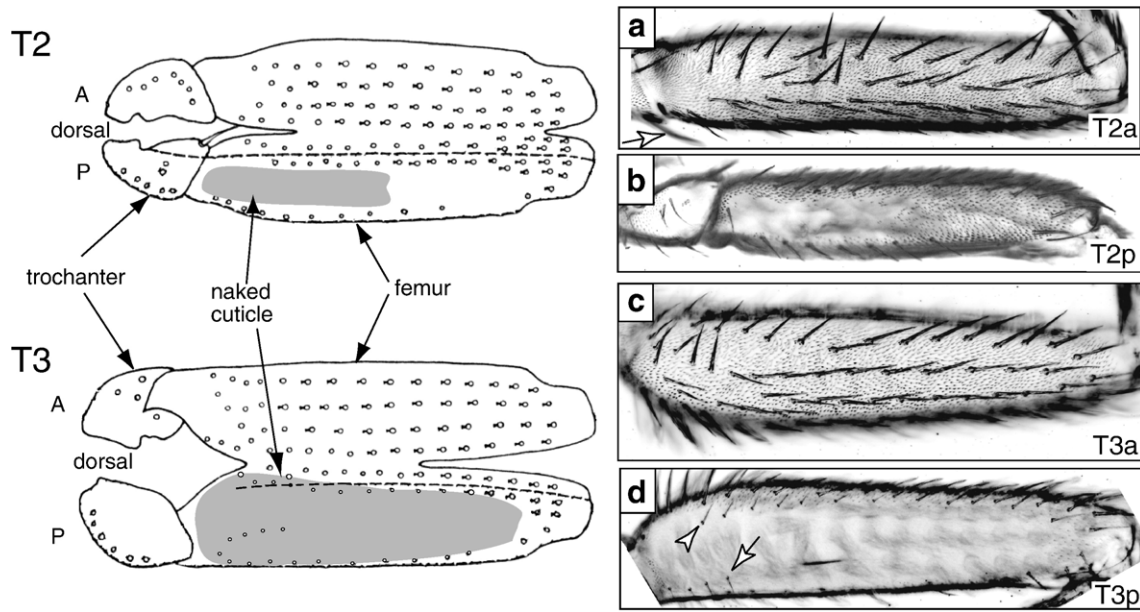 T2
A
dorsal
P
trochanter
naked
cuticle
femur
T3
A
dorsal
P
a
T2a
b
T2p
c
T3a
d
T3p